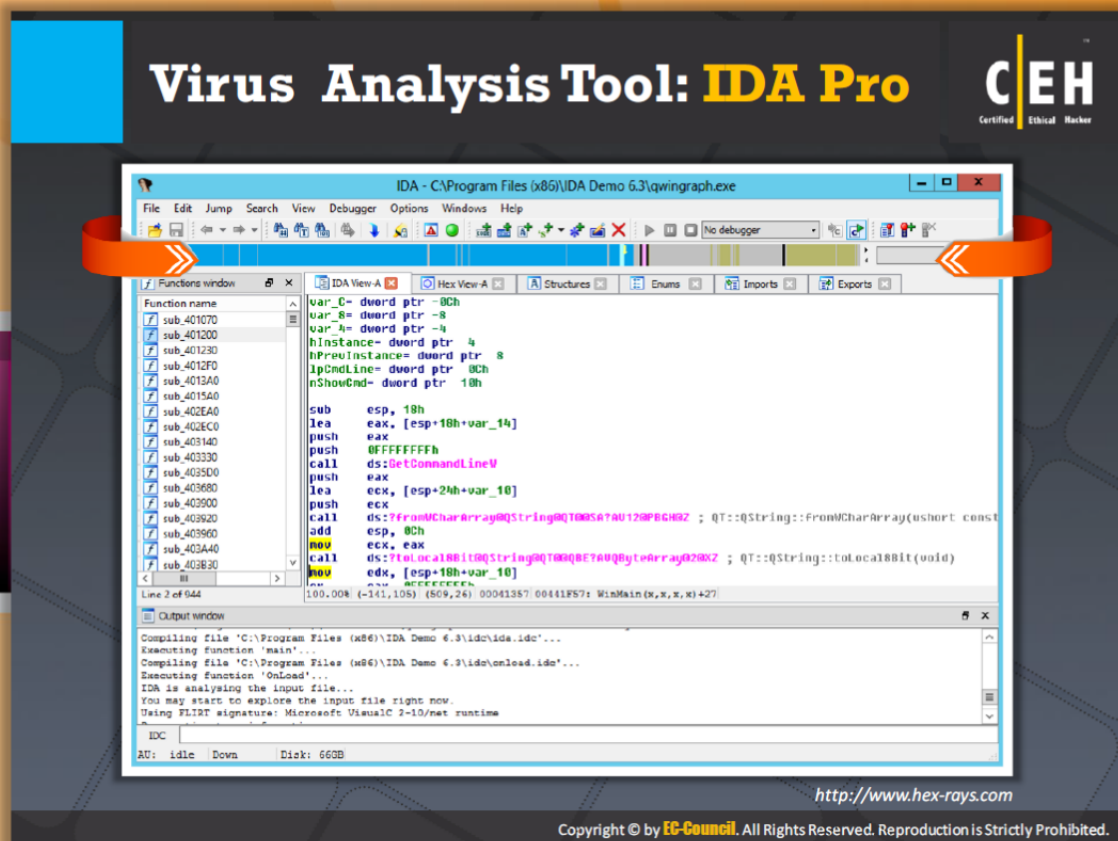 Virus Analysis Tool: IDA Pro
C EH
™
Certified Ethical Hacker
IDA - C:\Program Files (x86)\IDA Demo 6.3\qwingraph.exe
File Edit Jump Search View Debugger Options Windows Help
No debugger
Functions window
IDA View-A
Hex View-A
Structures
Enums
Imports
Exports
Function name
sub_401070
sub_401200
sub_401230
sub_4012F0
sub_4013A0
sub_4015A0
sub_402EA0
sub_402EC0
sub_403140
sub_403330
sub_4035D0
sub_403680
sub_403900
sub_403920
sub_403960
sub_403A40
sub_403B30
Line 2 of 944
var_C= dword ptr -0Ch
var_8= dword ptr -8
var_4= dword ptr -4
hInstance= dword ptr 4
hPrevInstance= dword ptr 8
lpCmdLine= dword ptr 0Ch
nShowCmd= dword ptr 10h
sub esp, 18h
lea eax, [esp+18h+var_14]
push eax
push 0FFFFFFFFh
call ds:GetCommandLineW
push eax
lea ecx, [esp+24h+var_10]
push ecx
call ds:?fromWCharArray@QString@QT@@SA?AV12@PBGH@Z ; QT::QString::fromWCharArray(ushort const
add esp, 0Ch
mov ecx, eax
call ds:?toLocal8Bit@QString@QT@@QBE?AVQByteArray@2@XZ ; QT::QString::toLocal8Bit(void)
mov edx, [esp+18h+var_10]
100.00% (-141,105) (509,26) 00041357 00441F57: WinMain(x,x,x,x)+27
Output window
Compiling file 'C:\Program Files (x86)\IDA Demo 6.3\idc\ida.idc'...
Executing function 'main'...
Compiling file 'C:\Program Files (x86)\IDA Demo 6.3\idc\onload.idc'...
Executing function 'OnLoad'...
IDA is analysing the input file...
You may start to explore the input file right now.
Using FLIRT signature: Microsoft VisualC 2-10/net runtime
IDC
AU: idle Down Disk: 66GB
http://www.hex-rays.com
Copyright © by EC-Council. All Rights Reserved. Reproduction is Strictly Prohibited.